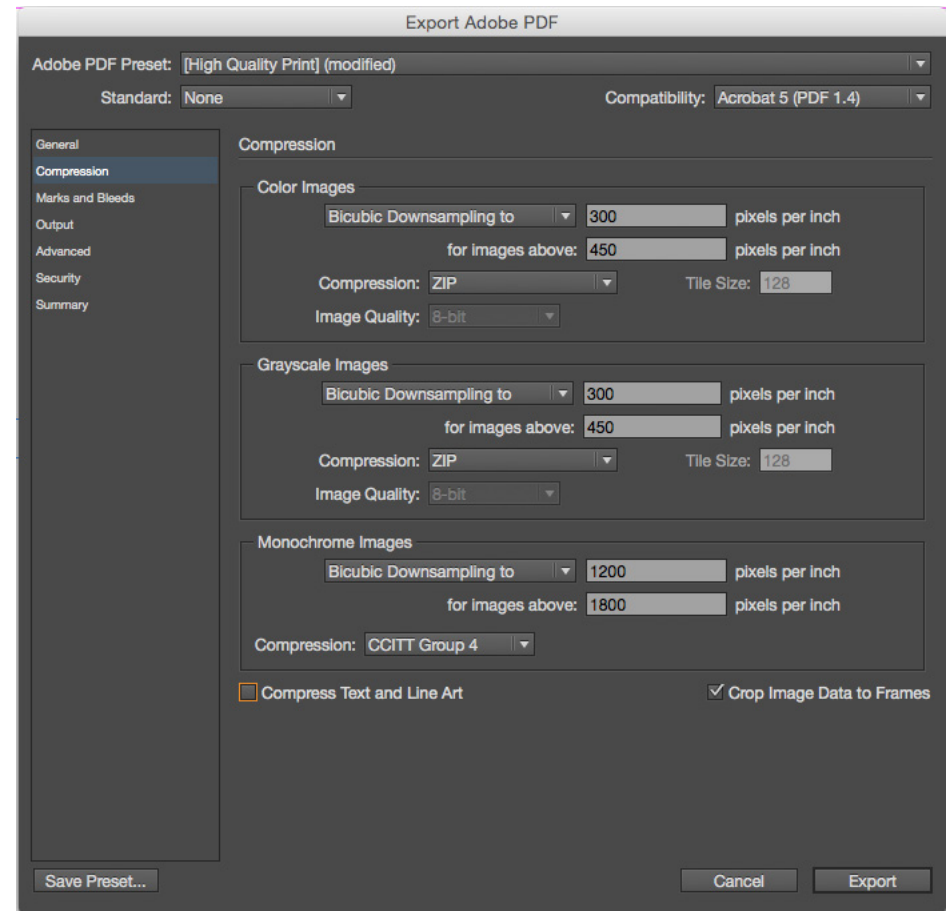 Export Adobe PDF
Adobe PDF Preset: [High Quality Print] (modified)
Standard: None Compatibility: Acrobat 5 (PDF 1.4)
General
Compression
Marks and Bleeds
Output
Advanced
Security
Summary
Compression
Color Images
Bicubic Downsampling to 300 pixels per inch
for images above: 450 pixels per inch
Compression: ZIP Tile Size: 128
Image Quality: 8-bit
Grayscale Images
Bicubic Downsampling to 300 pixels per inch
for images above: 450 pixels per inch
Compression: ZIP Tile Size: 128
Image Quality: 8-bit
Monochrome Images
Bicubic Downsampling to 1200 pixels per inch
for images above: 1800 pixels per inch
Compression: CCITT Group 4
Compress Text and Line Art Crop Image Data to Frames
Save Preset... Cancel Export